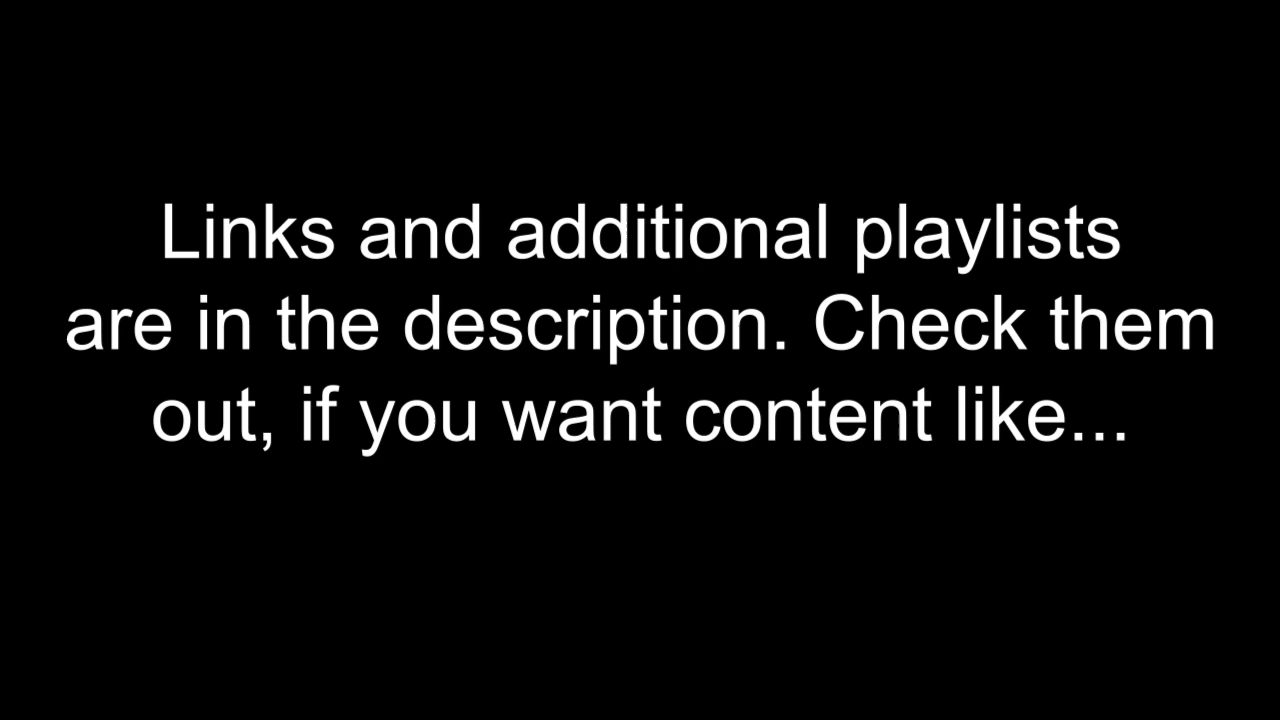 Links and additional playlists
are in the description. Check them
out, if you want content like...